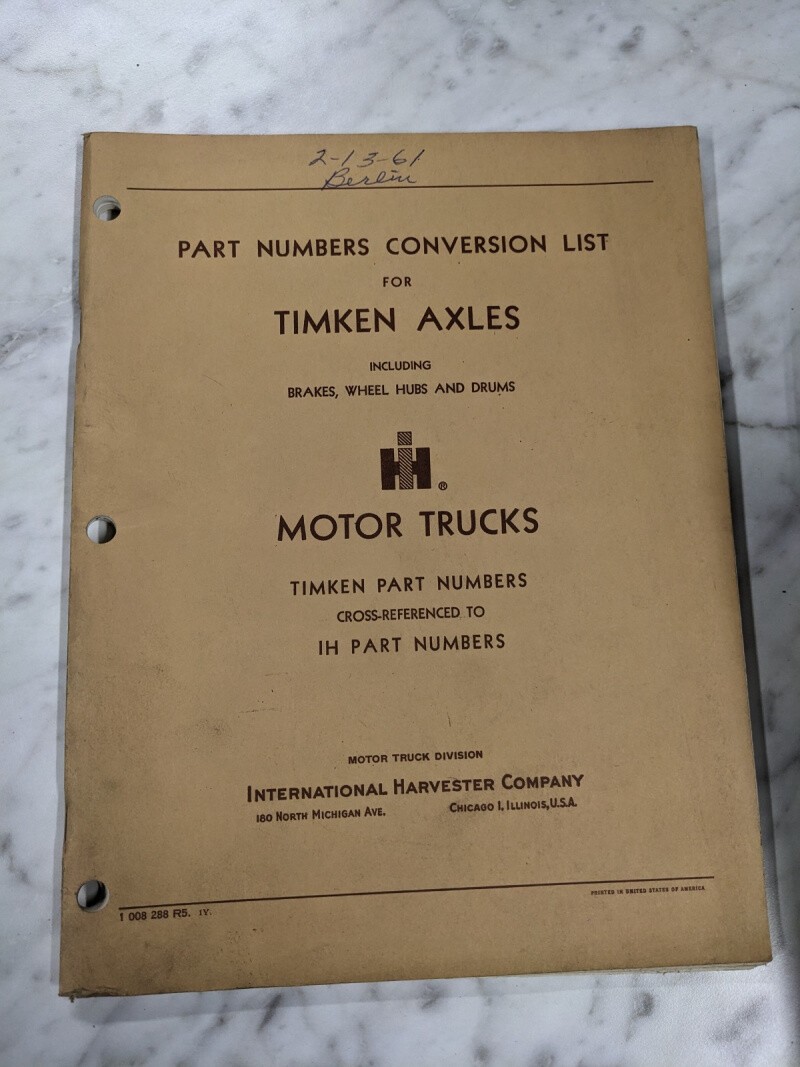 2-13-61
Berlin
PART NUMBERS CONVERSION LIST
FOR
TIMKEN AXLES
INCLUDING
BRAKES, WHEEL HUBS AND DRUMS
IH ®
MOTOR TRUCKS
TIMKEN PART NUMBERS
CROSS-REFERENCED TO
IH PART NUMBERS
MOTOR TRUCK DIVISION
INTERNATIONAL HARVESTER COMPANY
180 NORTH MICHIGAN AVE. CHICAGO 1, ILLINOIS, U.S.A.
PRINTED IN UNITED STATES OF AMERICA
1 008 288 R5. 1Y.